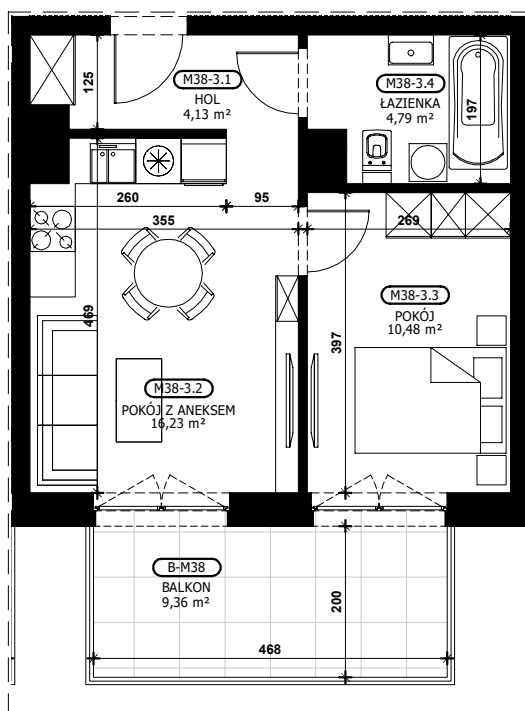 M38-3.1
HOL
4,13 m²
125
M38-3.4
ŁAZIENKA
4,79 m²
197
260
95
355
269
M38-3.3
POKÓJ
10,48 m²
469
397
M38-3.2
POKÓJ Z ANEKSEM
16,23 m²
B-M38
BALKON
9,36 m²
200
468